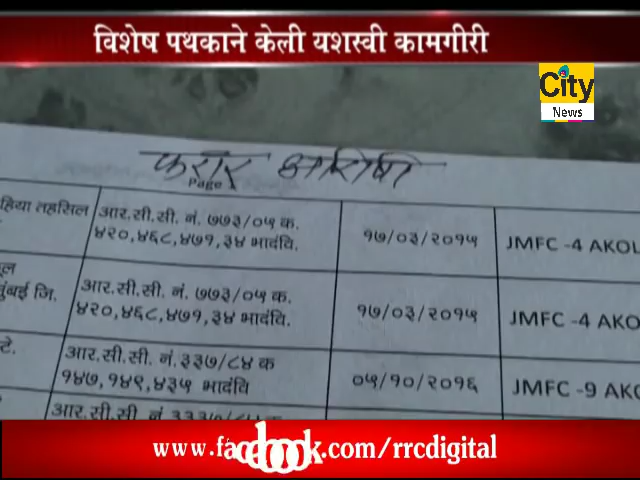 विशेष पथकाने केली यशस्वी कामगीरी
City
News
फरार आरोपी
Page
हिया तहसिल
आर.सी.सी. नं. ७७३/०५ क.
४२०,४६८,४७१,३४ भादंवि.
१७/०३/२०१५
JMFC -4 AKOL
मुंबई जि.
आर.सी.सी. नं. ७७३/०५ क.
४२०,४६८,४७१,३४ भादंवि.
१७/०३/२०१५
JMFC -4 AKO
टे.
आर.सी.सी. नं.३३७/८४ क
१४७,१४९,४३५ भादंवि
०५/१०/२०१६
JMFC -9 AKO
आर.सी.सी. नं
www.facebook.com/rrcdigital